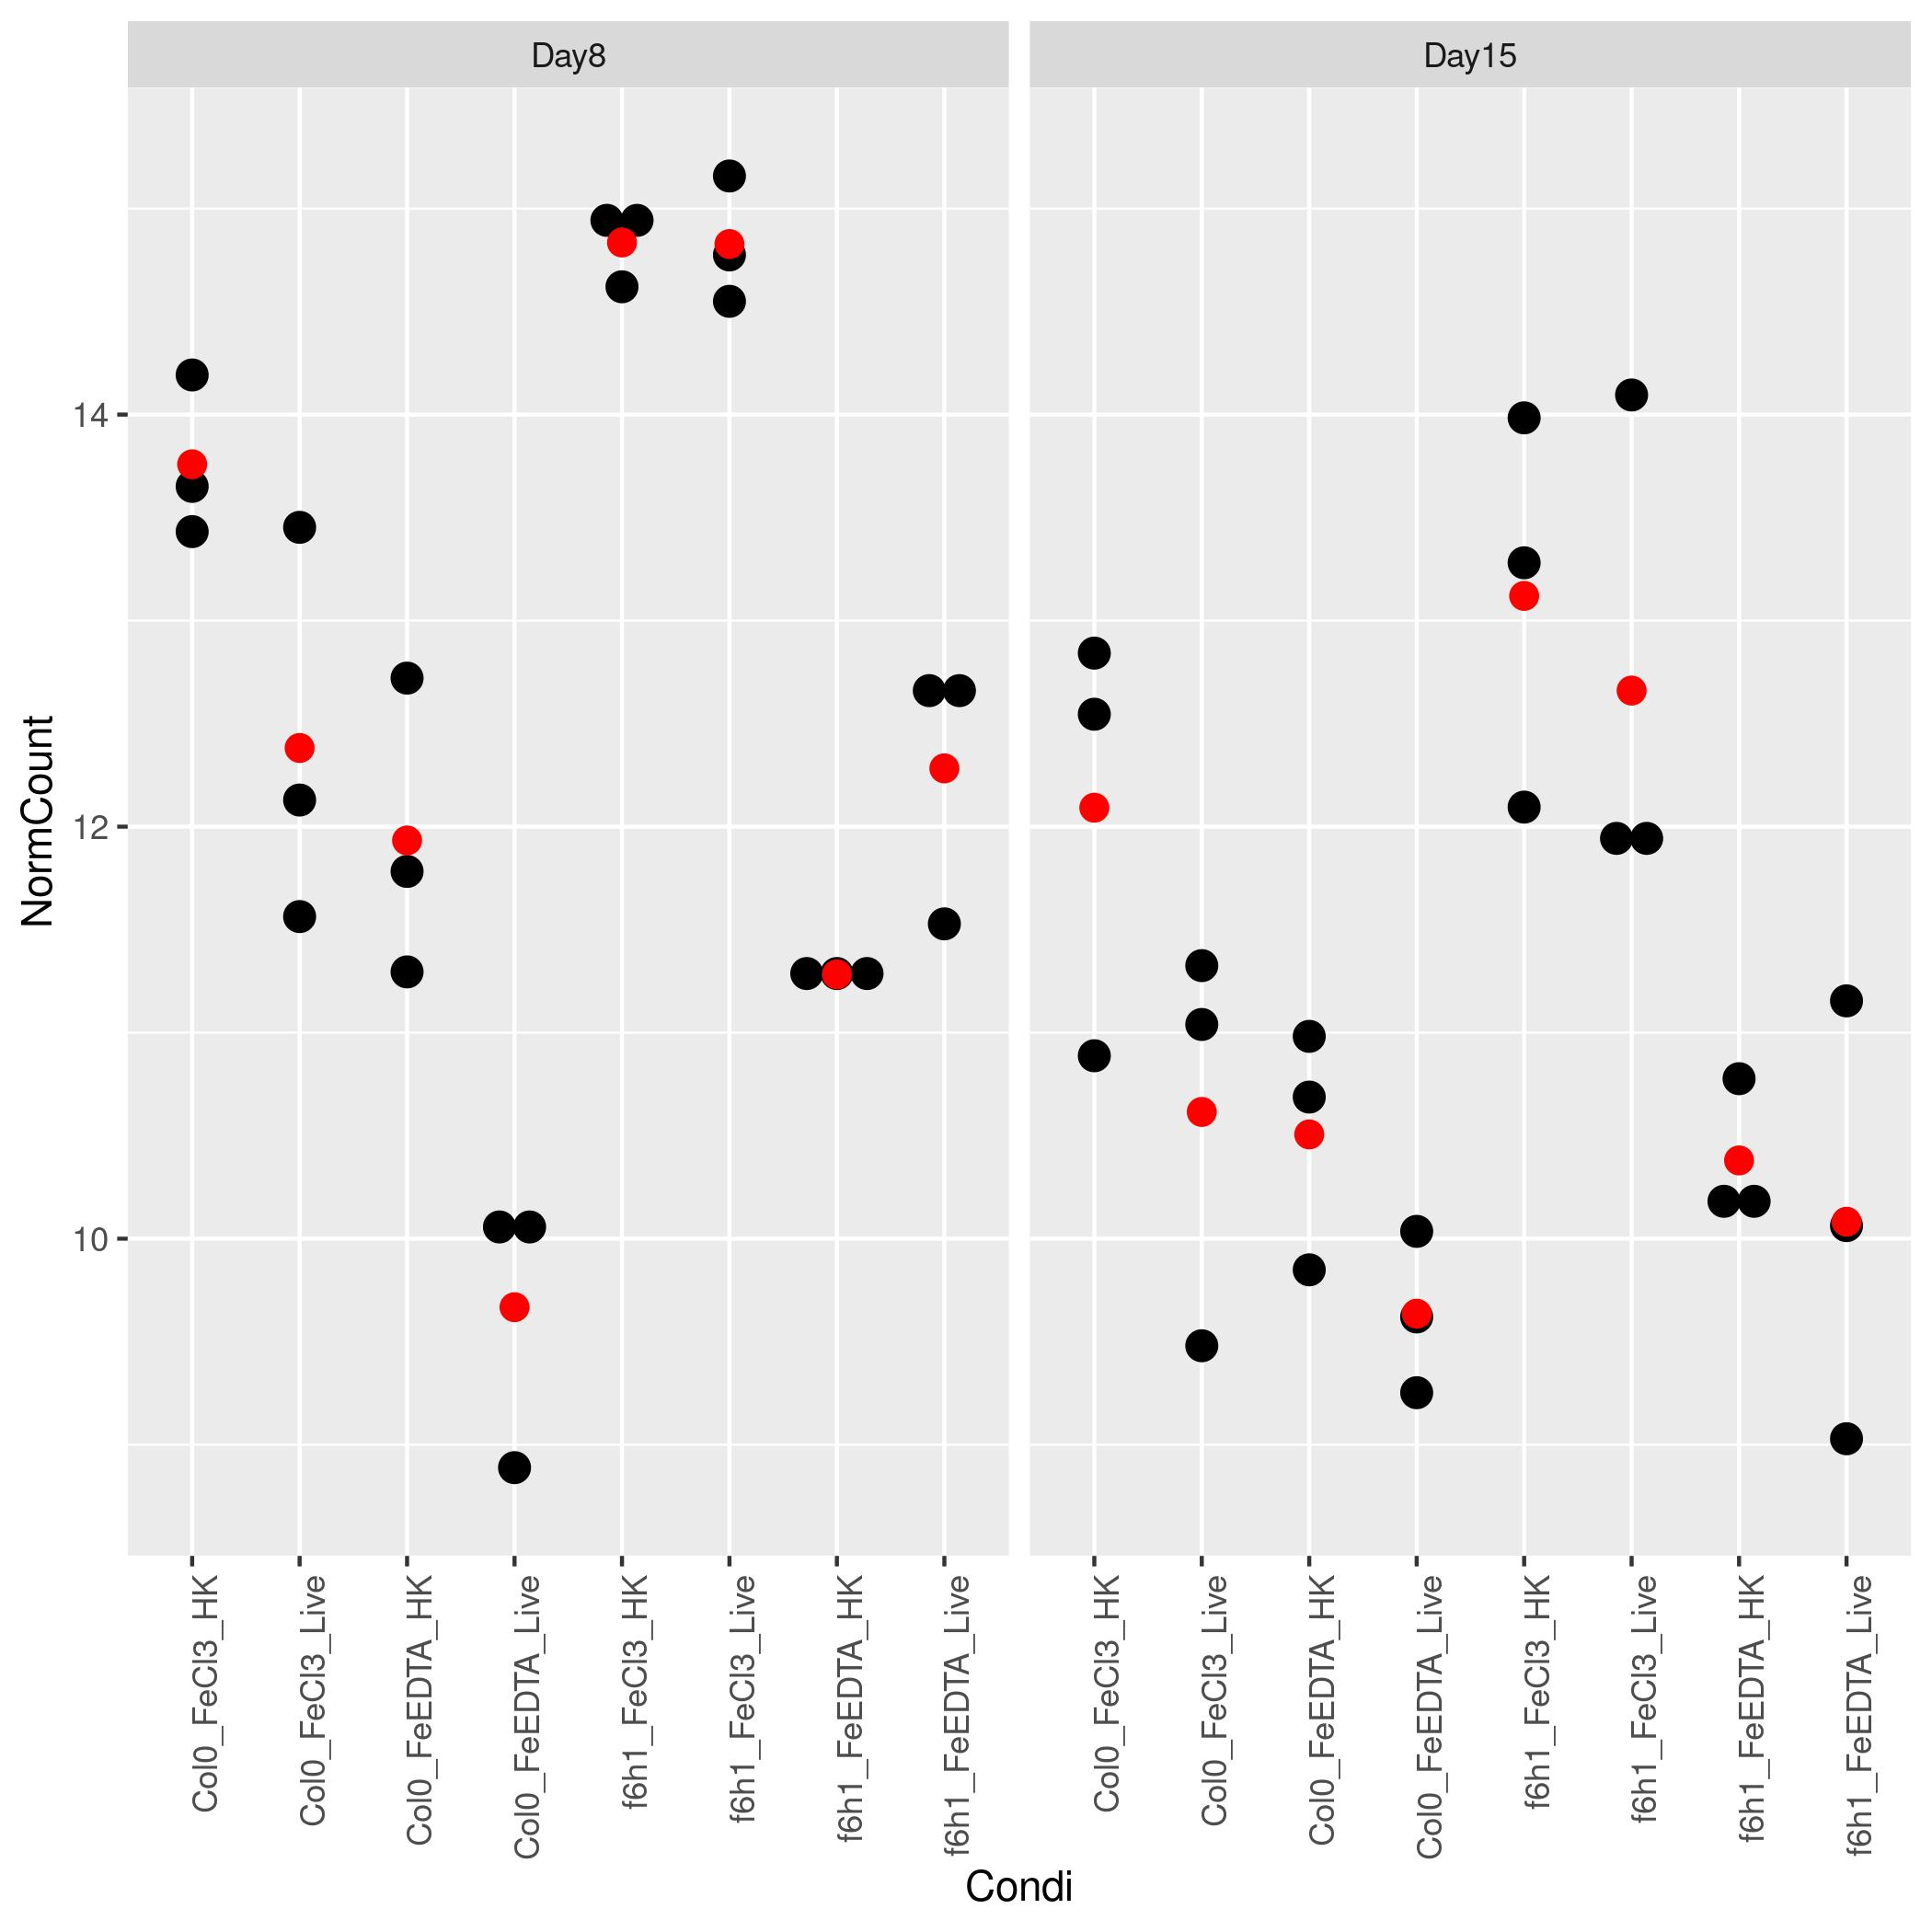 Day8
Day15
NormCount
14
12
10
Col0_FeCl3_HK
Col0_FeCl3_Live
Col0_FeEDTA_HK
Col0_FeEDTA_Live
f6h1_FeCl3_HK
f6h1_FeCl3_Live
f6h1_FeEDTA_HK
f6h1_FeEDTA_Live
Col0_FeCl3_HK
Col0_FeCl3_Live
Col0_FeEDTA_HK
Col0_FeEDTA_Live
f6h1_FeCl3_HK
f6h1_FeCl3_Live
f6h1_FeEDTA_HK
f6h1_FeEDTA_Live
Condi